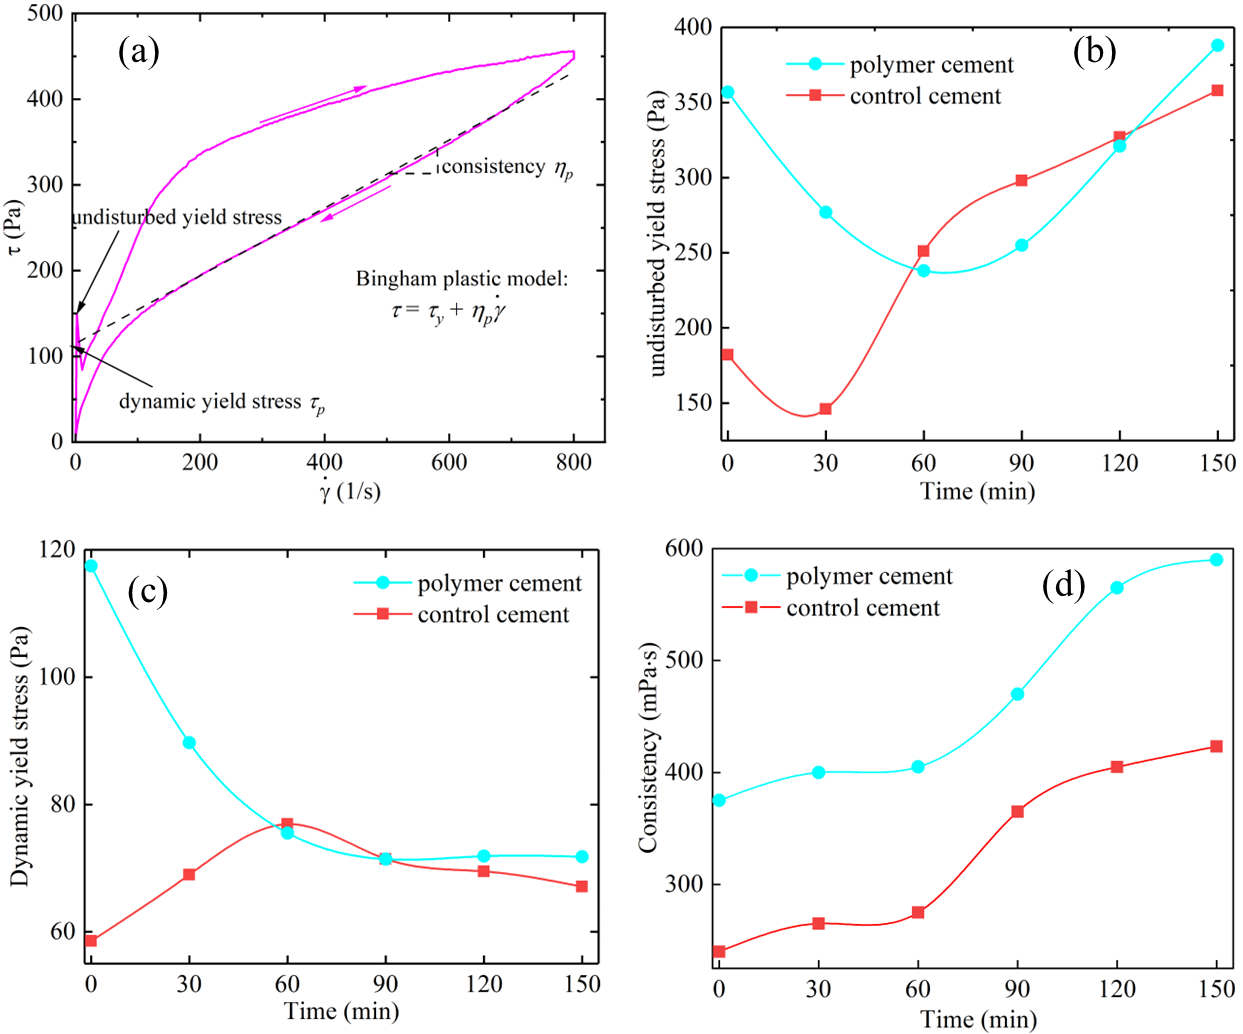 (a)
500
400
300
200
100
0
τ (Pa)
undisturbed yield stress
consistency ηp
Bingham plastic model:
τ = τy + ηpγ̇
dynamic yield stress τp
0 200 400 600 800
γ̇ (1/s)
(b)
400
350
300
250
200
150
undisturbed yield stress (Pa)
polymer cement
control cement
0 30 60 90 120 150
Time (min)
(c)
120
100
80
60
Dynamic yield stress (Pa)
polymer cement
control cement
0 30 60 90 120 150
Time (min)
(d)
600
500
400
300
Consistency (mPa·s)
polymer cement
control cement
0 30 60 90 120 150
Time (min)